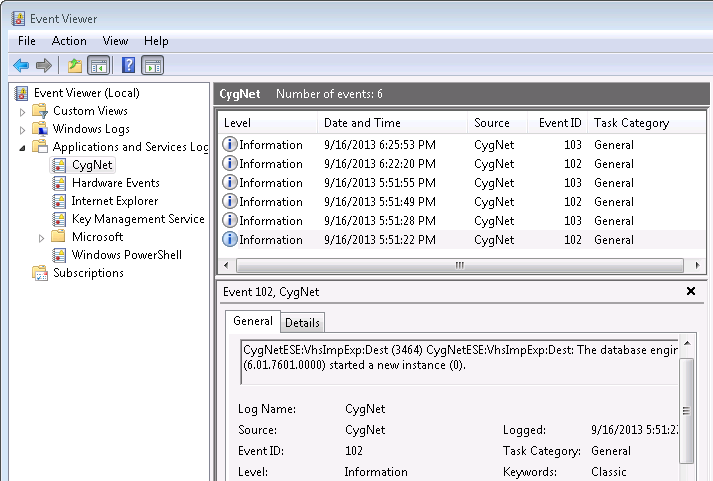 Event Viewer
File Action View Help
Event Viewer (Local)
Custom Views
Windows Logs
Applications and Services Log
CygNet
Hardware Events
Internet Explorer
Key Management Service
Microsoft
Windows PowerShell
Subscriptions
CygNet Number of events: 6
Level Date and Time Source Event ID Task Category
Information 9/16/2013 6:25:53 PM CygNet 103 General
Information 9/16/2013 6:22:20 PM CygNet 102 General
Information 9/16/2013 5:51:55 PM CygNet 103 General
Information 9/16/2013 5:51:49 PM CygNet 102 General
Information 9/16/2013 5:51:28 PM CygNet 103 General
Information 9/16/2013 5:51:22 PM CygNet 102 General
Event 102, CygNet
General Details
CygNetESE:VhsImpExp:Dest (3464) CygNetESE:VhsImpExp:Dest: The database engin
(6.01.7601.0000) started a new instance (0).
Log Name: CygNet
Source: CygNet Logged: 9/16/2013 5:51:22
Event ID: 102 Task Category: General
Level: Information Keywords: Classic